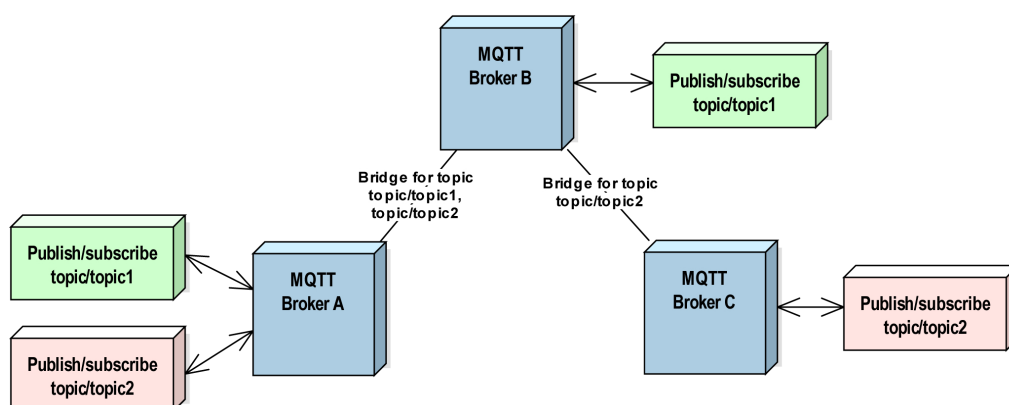 MQTT
Broker B
Publish/subscribe
topic/topic1
Bridge for topic
topic/topic1,
topic/topic2
Bridge for topic
topic/topic2
Publish/subscribe
topic/topic1
MQTT
Broker A
MQTT
Broker C
Publish/subscribe
topic/topic2
Publish/subscribe
topic/topic2